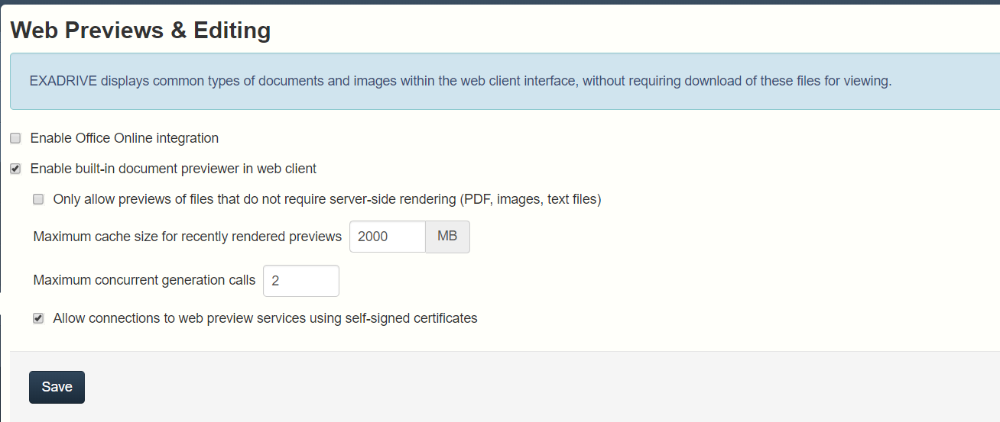 Web Previews & Editing
EXADRIVE displays common types of documents and images within the web client interface, without requiring download of these files for viewing.
Enable Office Online integration
Enable built-in document previewer in web client
Only allow previews of files that do not require server-side rendering (PDF, images, text files)
Maximum cache size for recently rendered previews 2000 MB
Maximum concurrent generation calls 2
Allow connections to web preview services using self-signed certificates
Save